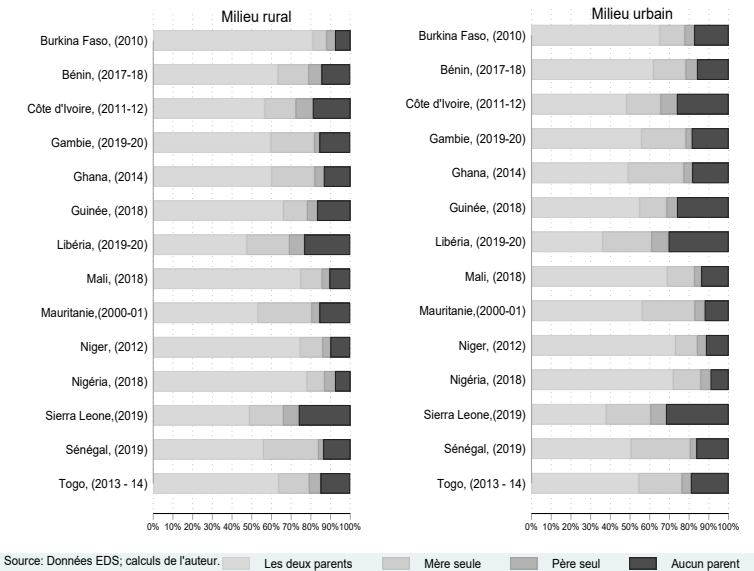 Milieu rural
Burkina Faso, (2010)
Bénin, (2017-18)
Côte d'Ivoire, (2011-12)
Gambie, (2019-20)
Ghana, (2014)
Guinée, (2018)
Libéria, (2019-20)
Mali, (2018)
Mauritanie,(2000-01)
Niger, (2012)
Nigéria, (2018)
Sierra Leone,(2019)
Sénégal, (2019)
Togo, (2013 - 14)
0% 10% 20% 30% 40% 50% 60% 70% 80% 90% 100%
Milieu urbain
Burkina Faso, (2010)
Bénin, (2017-18)
Côte d'Ivoire, (2011-12)
Gambie, (2019-20)
Ghana, (2014)
Guinée, (2018)
Libéria, (2019-20)
Mali, (2018)
Mauritanie,(2000-01)
Niger, (2012)
Nigéria, (2018)
Sierra Leone,(2019)
Sénégal, (2019)
Togo, (2013 - 14)
0% 10% 20% 30% 40% 50% 60% 70% 80% 90% 100%
Source: Données EDS; calculs de l'auteur. Les deux parents Mère seule Père seul Aucun parent